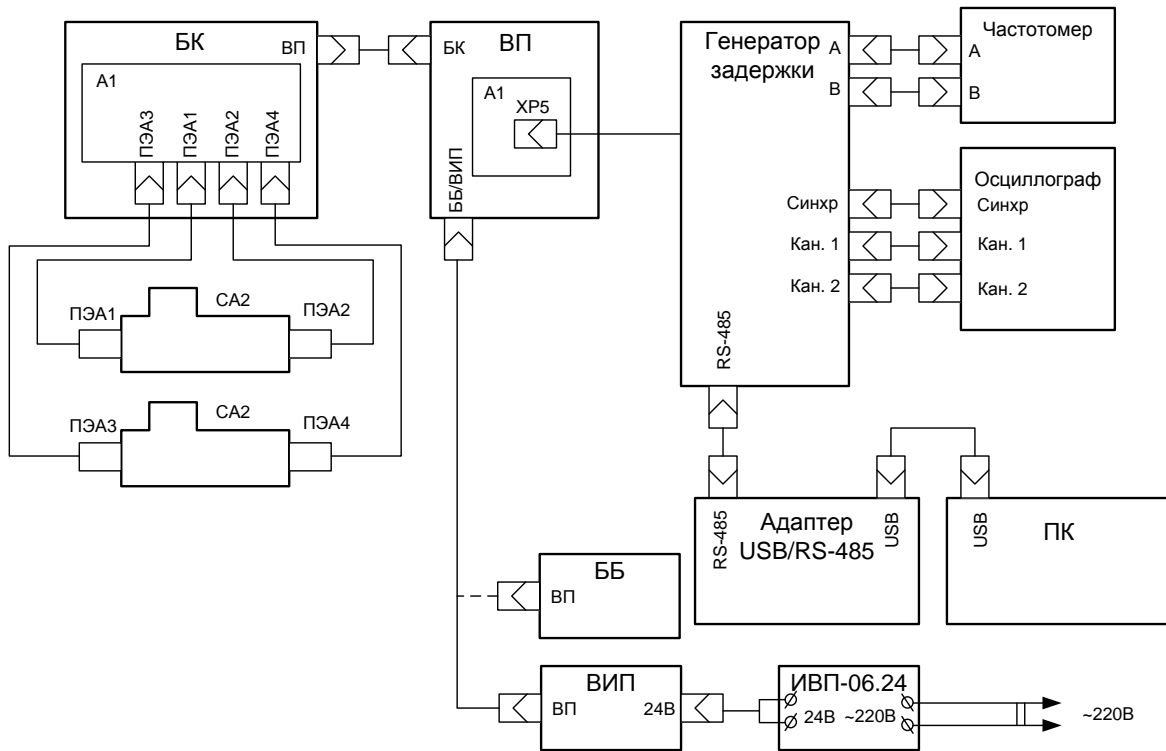 БК
ВП
А1
ПЭА3
ПЭА1
ПЭА2
ПЭА4
БК
ВП
А1
XP5
ББ/ВИП
Генератор
задержки
А
В
Синхр
Кан. 1
Кан. 2
RS-485
Частотомер
А
В
Осциллограф
Синхр
Кан. 1
Кан. 2
ПЭА1
СА2
ПЭА2
ПЭА3
СА2
ПЭА4
RS-485
Адаптер
USB/RS-485
USB
USB
ПК
ББ
ВП
ВИП
ВП
24В
ИВП-06.24
24В
~220В
~220В